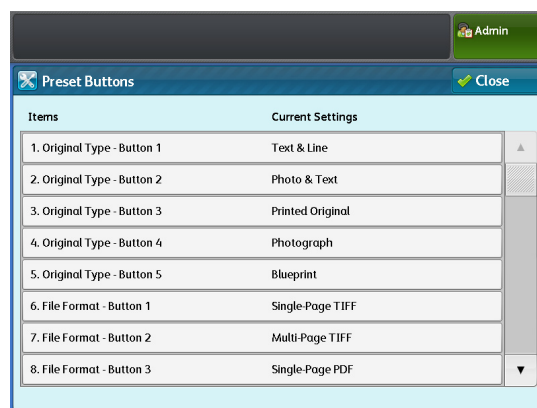 Admin
Preset Buttons
Close
Items Current Settings
1. Original Type - Button 1 Text & Line
2. Original Type - Button 2 Photo & Text
3. Original Type - Button 3 Printed Original
4. Original Type - Button 4 Photograph
5. Original Type - Button 5 Blueprint
6. File Format - Button 1 Single-Page TIFF
7. File Format - Button 2 Multi-Page TIFF
8. File Format - Button 3 Single-Page PDF